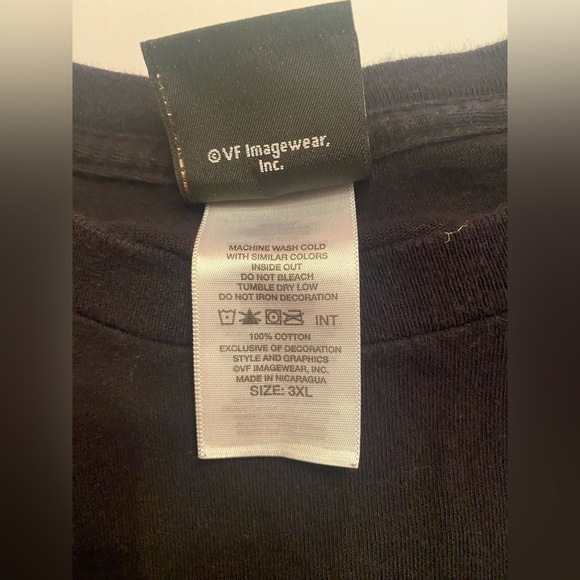 ©VF Imagewear,
Inc.
MACHINE WASH COLD
WITH SIMILAR COLORS
INSIDE OUT
DO NOT BLEACH
TUMBLE DRY LOW
DO NOT IRON DECORATION
INT
100% COTTON
EXCLUSIVE OF DECORATION
STYLE AND GRAPHICS
©VF IMAGEWEAR, INC.
MADE IN NICARAGUA
SIZE: 3XL